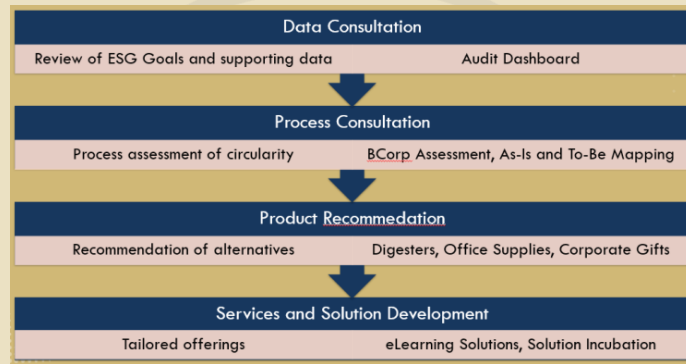 Data Consultation
Review of ESG Goals and supporting data Audit Dashboard
Process Consultation
Process assessment of circularity BCorp Assessment, As-Is and To-Be Mapping
Product Recommedation
Recommendation of alternatives Digesters, Office Supplies, Corporate Gifts
Services and Solution Development
Tailored offerings eLearning Solutions, Solution Incubation